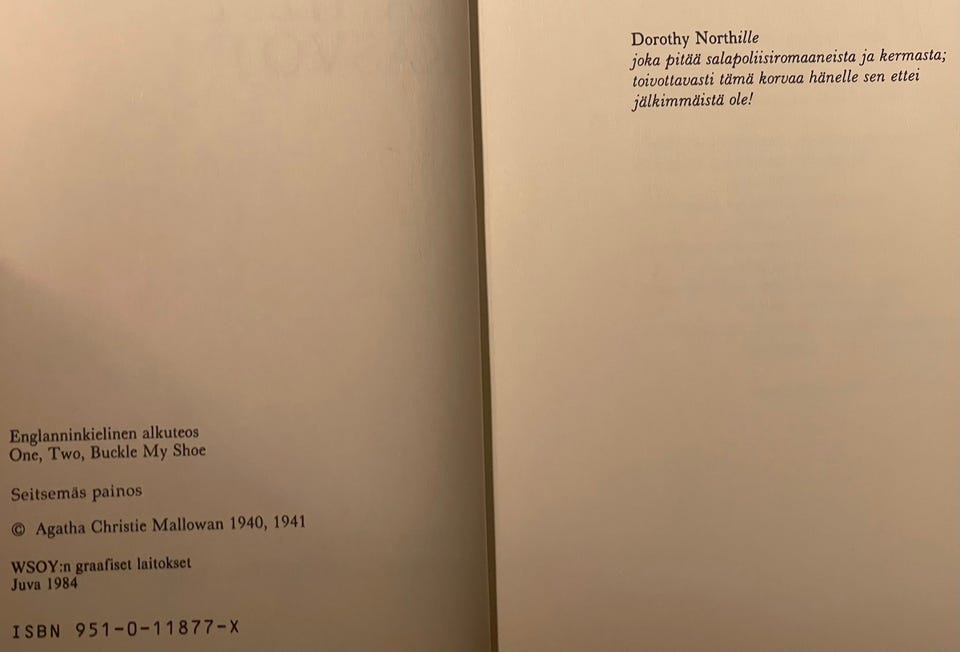 Englanninkielinen alkuteos
One, Two, Buckle My Shoe
Seitsemäs painos
© Agatha Christie Mallowan 1940, 1941
WSOY:n graafiset laitokset
Juva 1984
ISBN 951-0-11877-X
Dorothy Northille
joka pitää salapoliisiromaaneista ja kermasta;
toivottavasti tämä korvaa hänelle sen ettei
jälkimmäistä ole!